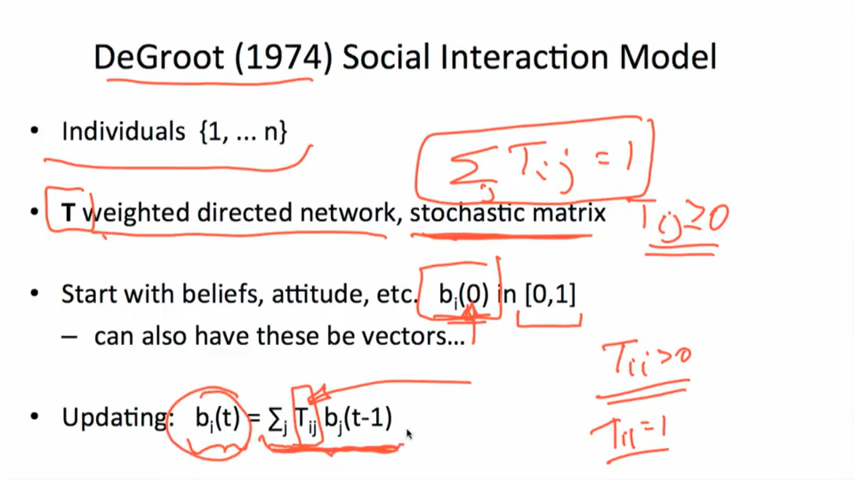 DeGroot (1974) Social Interaction Model
• Individuals {1, ... n}
∑j Tij = 1
• T weighted directed network, stochastic matrix
Tij ≥ 0
• Start with beliefs, attitude, etc. bi(0) in [0,1]
– can also have these be vectors...
Tii > 0
• Updating: bi(t) = Σj Tij bj(t-1)
Tii = 1